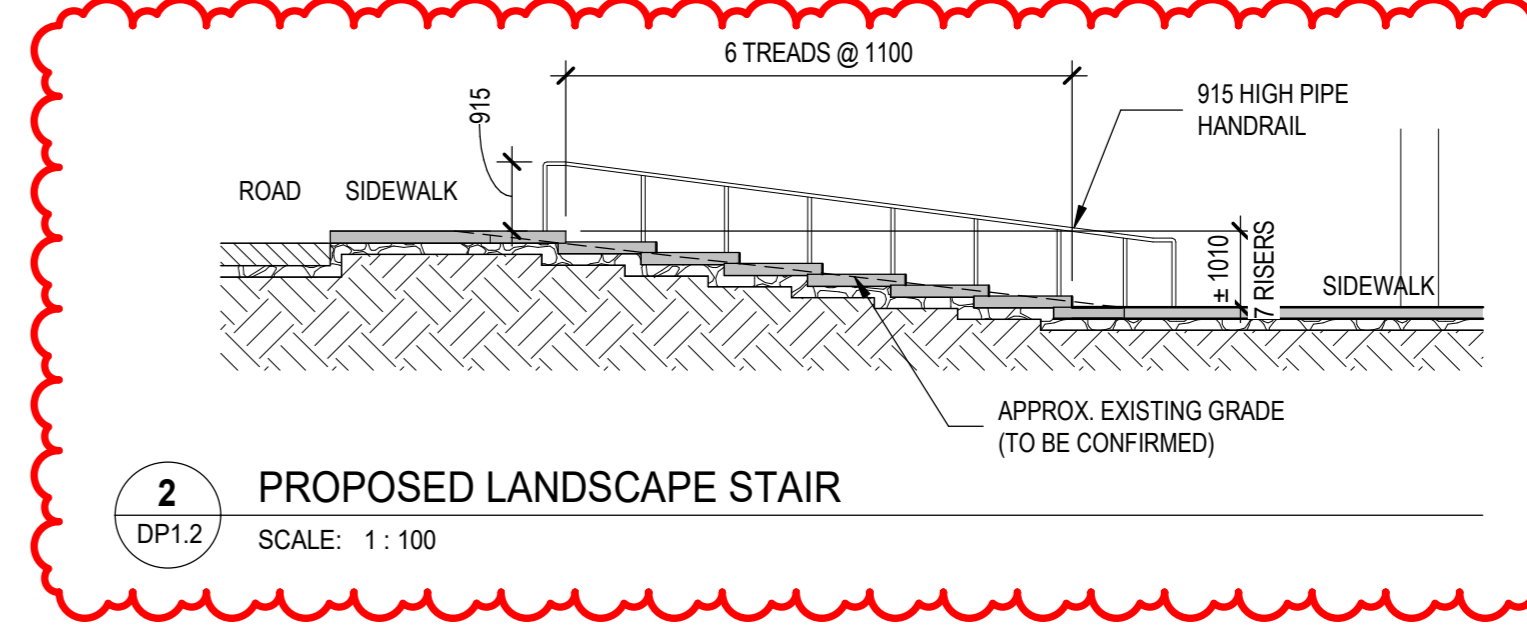 6 TREADS @ 1100
915
915 HIGH PIPE
HANDRAIL
ROAD
SIDEWALK
± 1010
7 RISERS
SIDEWALK
APPROX. EXISTING GRADE
(TO BE CONFIRMED)
2
DP1.2
PROPOSED LANDSCAPE STAIR
SCALE: 1 : 100